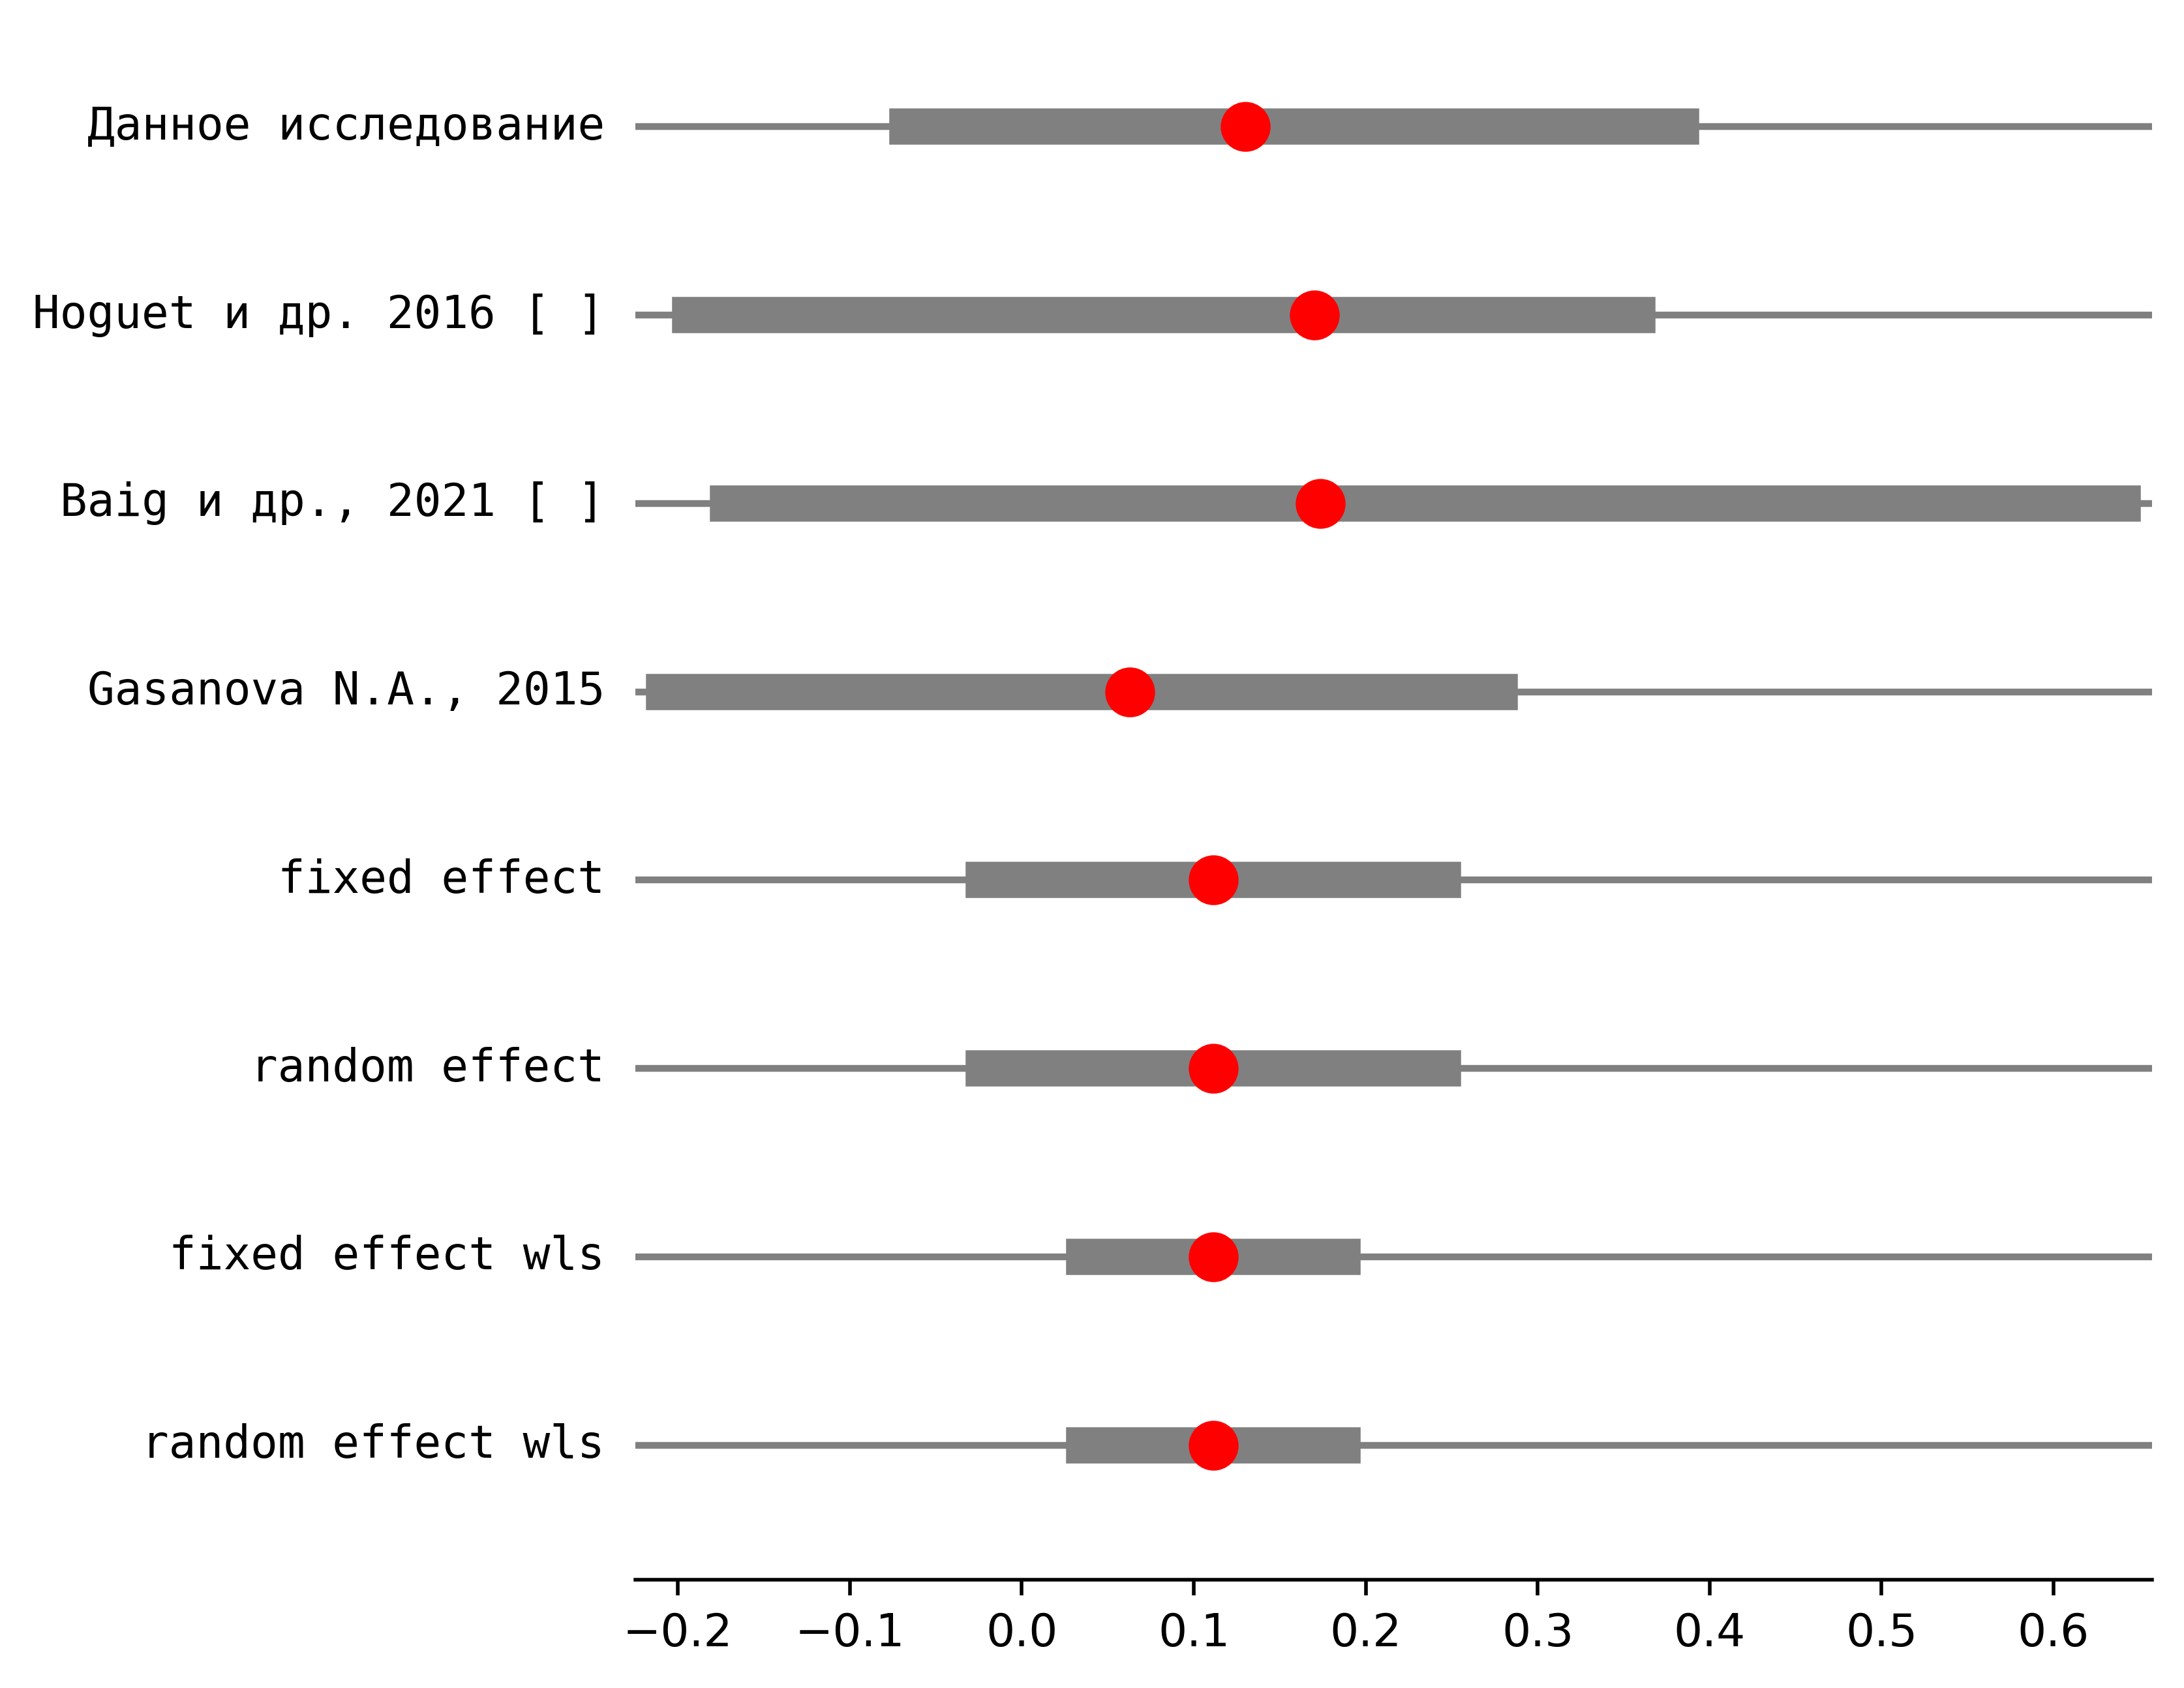 Данное исследование
Hoguet и др. 2016 [ ]
Baig и др., 2021 [ ]
Gasanova N.A., 2015
fixed effect
random effect
fixed effect wls
random effect wls
−0.2 −0.1 0.0 0.1 0.2 0.3 0.4 0.5 0.6